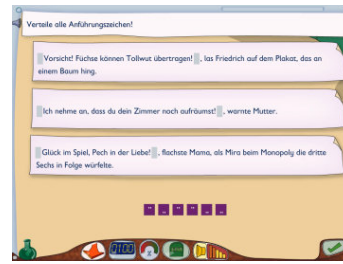 Verteile alle Anführungszeichen!
Vorsicht! Füchse können Tollwut übertragen! , las Friedrich auf dem Plakat, das an
einem Baum hing.
Ich nehme an, dass du dein Zimmer noch aufräumst! , warnte Mutter.
Glück im Spiel, Pech in der Liebe! , flachste Mama, als Mira beim Monopoly die dritte
Sechs in Folge würfelte.